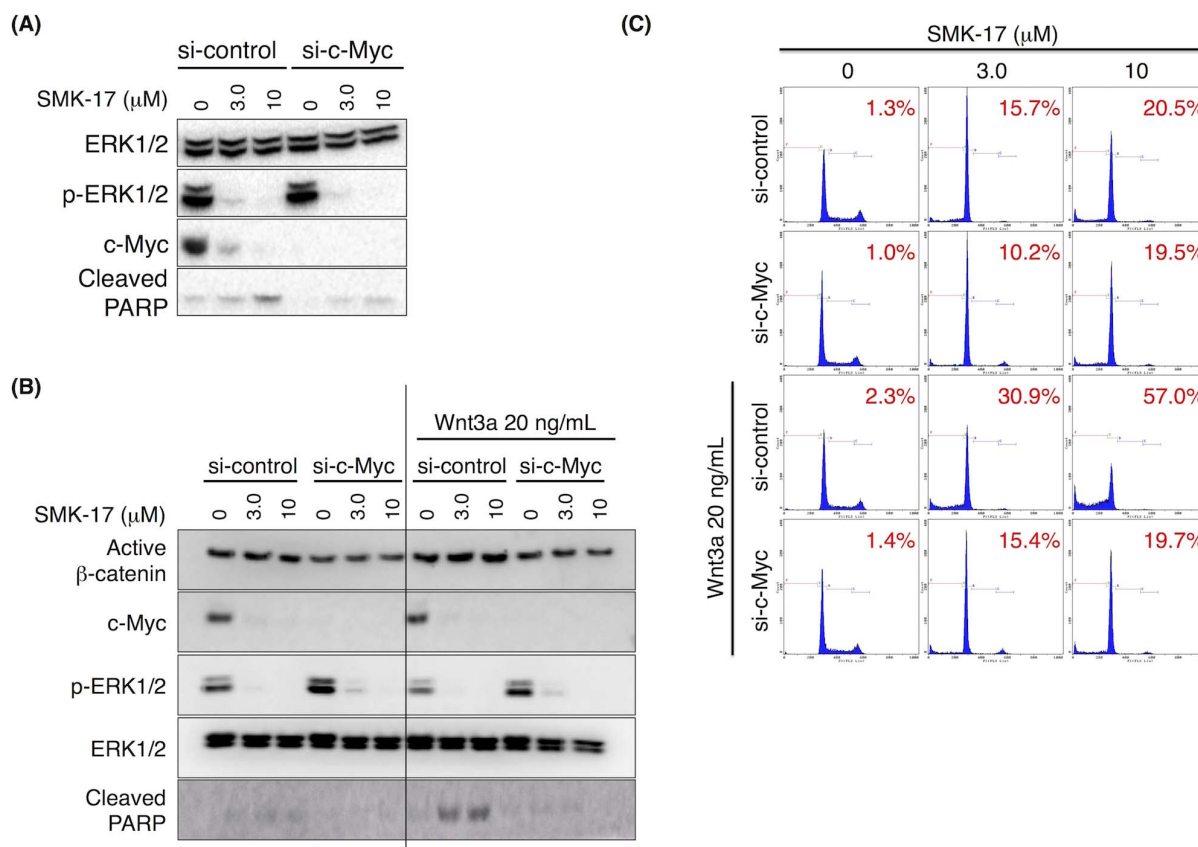 (A)
si-control si-c-Myc
SMK-17 (μM) 0 3.0 10 0 3.0 10
ERK1/2
p-ERK1/2
c-Myc
Cleaved
PARP
(B)
Wnt3a 20 ng/mL
si-control si-c-Myc si-control si-c-Myc
SMK-17 (μM) 0 3.0 10 0 3.0 10 0 3.0 10 0 3.0 10
Active
β-catenin
c-Myc
p-ERK1/2
ERK1/2
Cleaved
PARP
(C)
SMK-17 (μM)
0 3.0 10
si-control 1.3% 15.7% 20.5%
si-c-Myc 1.0% 10.2% 19.5%
Wnt3a 20 ng/mL
si-control 2.3% 30.9% 57.0%
si-c-Myc 1.4% 15.4% 19.7%